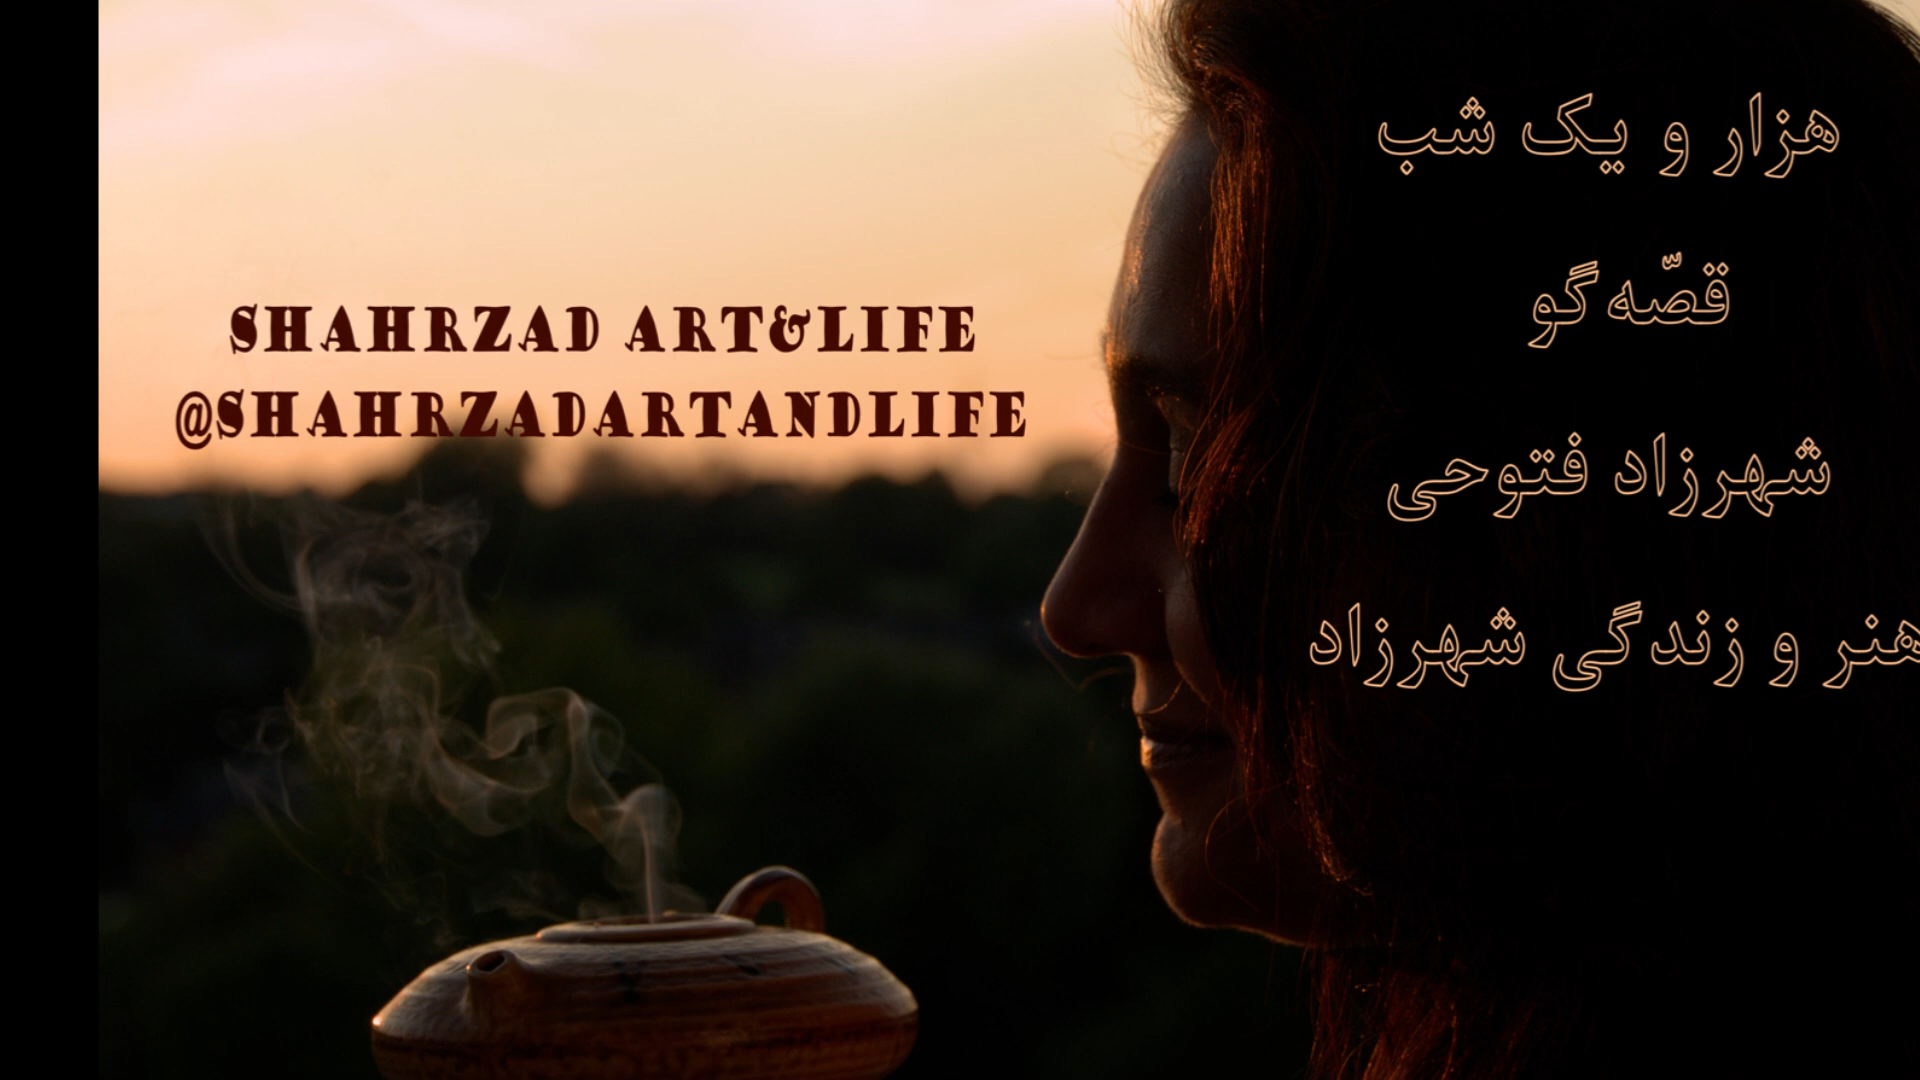 SHAHRZAD ART&LIFE
@SHAHRZADARTANDLIFE
هزار و یک شب
قصّه گو
شهرزاد فتوحی
هنر و زندگی شهرزاد